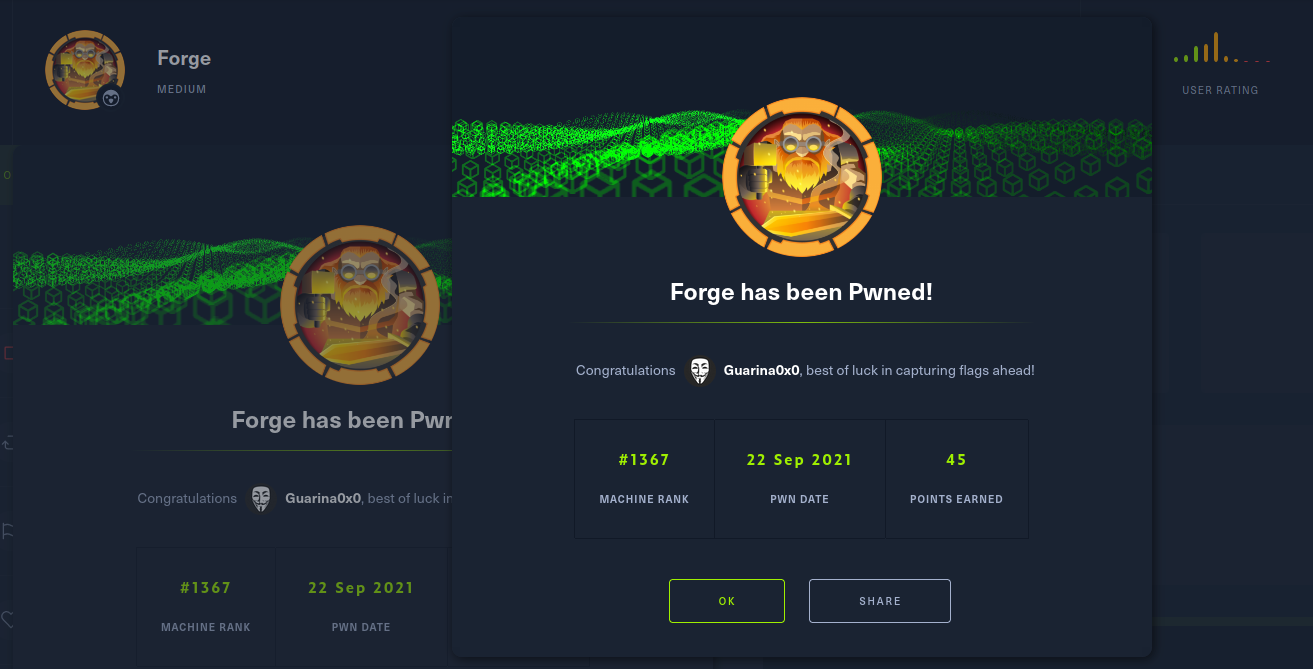 Forge
MEDIUM
USER RATING
Forge has been Pwned!
Congratulations Guarina0x0, best of luck in capturing flags ahead!
#1367 22 Sep 2021 45
MACHINE RANK PWN DATE POINTS EARNED
OK SHARE
Forge has been Pwn
Congratulations Guarina0x0, best of luck in
#1367 22 Sep 2021
MACHINE RANK PWN DATE